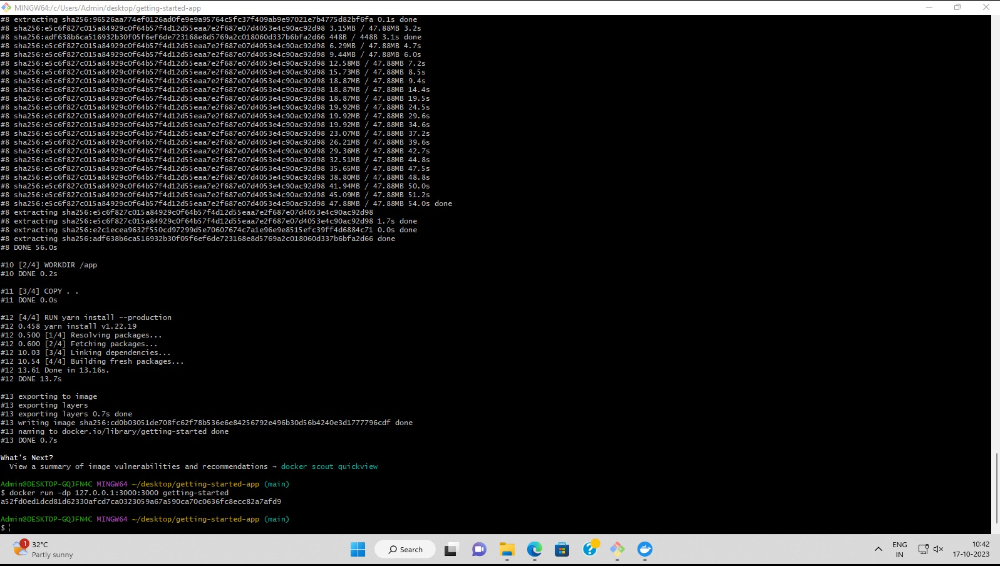 MINGW64:/c/Users/Admin/desktop/getting-started-app
#8 extracting sha256:96526aa774ef0126ad0fe9e9a95764c5fc37f409ab9e97021e7b4775d82bf6fa 0.1s done
#8 sha256:e5c6f827c015a84929c0f64b57f4d12d55eaa7e2f687e07d4053e4c90ac92d98 3.15MB / 47.88MB 3.2s
#8 sha256:adf638b6ca516932b30f05f6ef6de723168e8d5769a2c018060d337b6bfa2d66 448B / 448B 3.1s done
#8 sha256:e5c6f827c015a84929c0f64b57f4d12d55eaa7e2f687e07d4053e4c90ac92d98 6.29MB / 47.88MB 4.7s
#8 sha256:e5c6f827c015a84929c0f64b57f4d12d55eaa7e2f687e07d4053e4c90ac92d98 9.44MB / 47.88MB 6.0s
#8 sha256:e5c6f827c015a84929c0f64b57f4d12d55eaa7e2f687e07d4053e4c90ac92d98 12.58MB / 47.88MB 7.2s
#8 sha256:e5c6f827c015a84929c0f64b57f4d12d55eaa7e2f687e07d4053e4c90ac92d98 15.73MB / 47.88MB 8.5s
#8 sha256:e5c6f827c015a84929c0f64b57f4d12d55eaa7e2f687e07d4053e4c90ac92d98 18.87MB / 47.88MB 9.4s
#8 sha256:e5c6f827c015a84929c0f64b57f4d12d55eaa7e2f687e07d4053e4c90ac92d98 18.87MB / 47.88MB 14.4s
#8 sha256:e5c6f827c015a84929c0f64b57f4d12d55eaa7e2f687e07d4053e4c90ac92d98 18.87MB / 47.88MB 19.5s
#8 sha256:e5c6f827c015a84929c0f64b57f4d12d55eaa7e2f687e07d4053e4c90ac92d98 19.92MB / 47.88MB 24.5s
#8 sha256:e5c6f827c015a84929c0f64b57f4d12d55eaa7e2f687e07d4053e4c90ac92d98 19.92MB / 47.88MB 29.6s
#8 sha256:e5c6f827c015a84929c0f64b57f4d12d55eaa7e2f687e07d4053e4c90ac92d98 19.92MB / 47.88MB 34.6s
#8 sha256:e5c6f827c015a84929c0f64b57f4d12d55eaa7e2f687e07d4053e4c90ac92d98 23.07MB / 47.88MB 37.2s
#8 sha256:e5c6f827c015a84929c0f64b57f4d12d55eaa7e2f687e07d4053e4c90ac92d98 26.21MB / 47.88MB 39.6s
#8 sha256:e5c6f827c015a84929c0f64b57f4d12d55eaa7e2f687e07d4053e4c90ac92d98 29.36MB / 47.88MB 42.7s
#8 sha256:e5c6f827c015a84929c0f64b57f4d12d55eaa7e2f687e07d4053e4c90ac92d98 32.51MB / 47.88MB 44.8s
#8 sha256:e5c6f827c015a84929c0f64b57f4d12d55eaa7e2f687e07d4053e4c90ac92d98 35.65MB / 47.88MB 47.5s
#8 sha256:e5c6f827c015a84929c0f64b57f4d12d55eaa7e2f687e07d4053e4c90ac92d98 38.80MB / 47.88MB 48.8s
#8 sha256:e5c6f827c015a84929c0f64b57f4d12d55eaa7e2f687e07d4053e4c90ac92d98 41.94MB / 47.88MB 50.0s
#8 sha256:e5c6f827c015a84929c0f64b57f4d12d55eaa7e2f687e07d4053e4c90ac92d98 45.09MB / 47.88MB 51.2s
#8 sha256:e5c6f827c015a84929c0f64b57f4d12d55eaa7e2f687e07d4053e4c90ac92d98 47.88MB / 47.88MB 54.0s done
#8 extracting sha256:e5c6f827c015a84929c0f64b57f4d12d55eaa7e2f687e07d4053e4c90ac92d98
#8 extracting sha256:e5c6f827c015a84929c0f64b57f4d12d55eaa7e2f687e07d4053e4c90ac92d98 1.7s done
#8 extracting sha256:e2c1ecea9632f550cd97299d5e70607674c7a1e96e9e8515efc39ff4d6884c71 0.0s done
#8 extracting sha256:adf638b6ca516932b30f05f6ef6de723168e8d5769a2c018060d337b6bfa2d66 done
#8 DONE 56.0s
#10 [2/4] WORKDIR /app
#10 DONE 0.2s
#11 [3/4] COPY . .
#11 DONE 0.0s
#12 [4/4] RUN yarn install --production
#12 0.458 yarn install v1.22.19
#12 0.500 [1/4] Resolving packages...
#12 0.600 [2/4] Fetching packages...
#12 10.03 [3/4] Linking dependencies...
#12 10.54 [4/4] Building fresh packages...
#12 13.61 Done in 13.16s.
#12 DONE 13.7s
#13 exporting to image
#13 exporting layers
#13 exporting layers 0.7s done
#13 writing image sha256:cd0b03051de708fc62f78b536e6e84256792e496b30d56b4240e3d1777796cdf done
#13 naming to docker.io/library/getting-started done
#13 DONE 0.7s
What's Next?
View a summary of image vulnerabilities and recommendations → docker scout quickview
Admin@DESKTOP-GQJFN4C MINGW64 ~/desktop/getting-started-app (main)
$ docker run -dp 127.0.0.1:3000:3000 getting-started
a52fd0ed1dcd81d62330afcd7ca0323059a67a590ca70c0636fc8ecc82a7afd9
Admin@DESKTOP-GQJFN4C MINGW64 ~/desktop/getting-started-app (main)
$
1
32°C
Partly sunny
Search
ENG
IN
10:42
17-10-2023